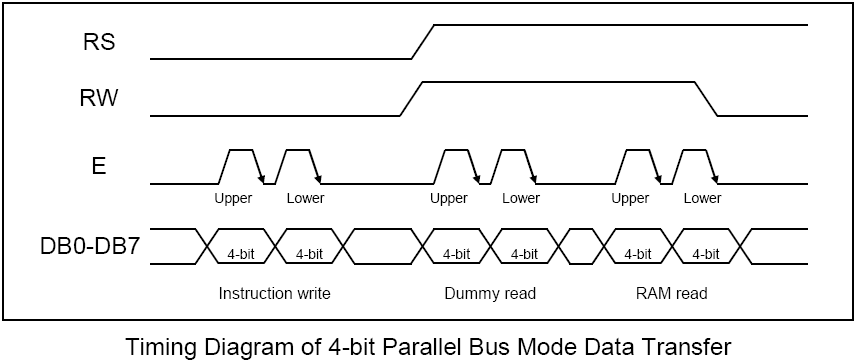 RS
RW
E
Upper Lower Upper Lower Upper Lower
DB0-DB7
4-bit 4-bit 4-bit 4-bit 4-bit 4-bit
Instruction write Dummy read RAM read
Timing Diagram of 4-bit Parallel Bus Mode Data Transfer